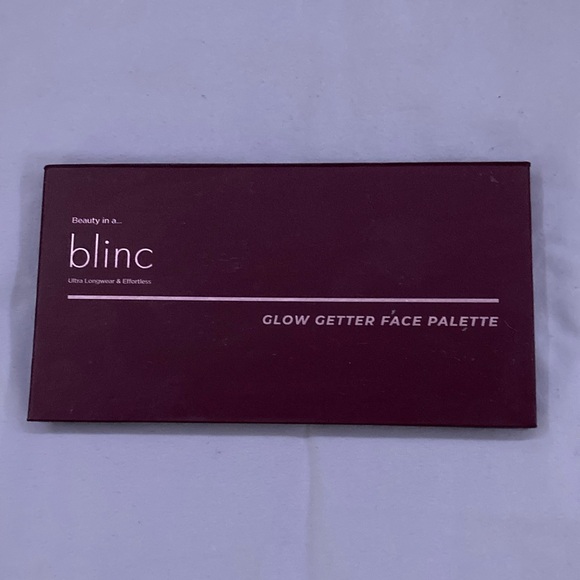 Beauty in a...
blinc
Ultra Longwear & Effortless
GLOW GETTER FACE PALETTE